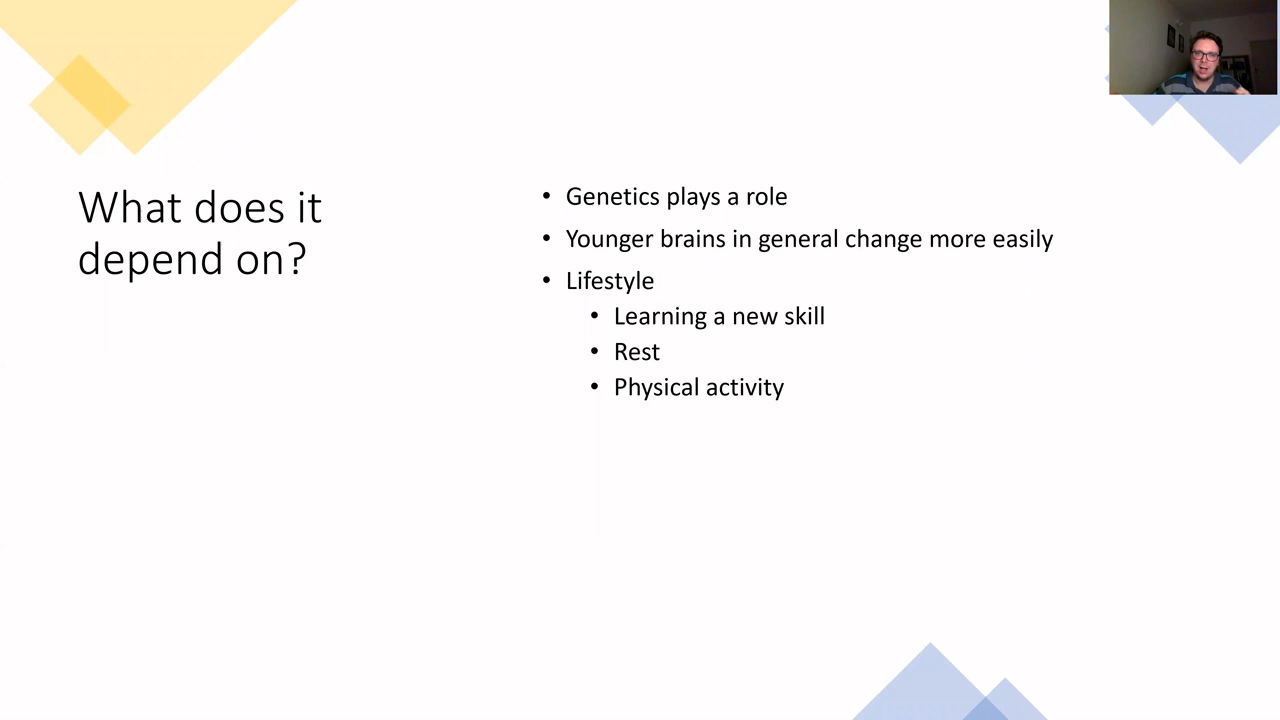 What does it
depend on?
• Genetics plays a role
• Younger brains in general change more easily
• Lifestyle
• Learning a new skill
• Rest
• Physical activity